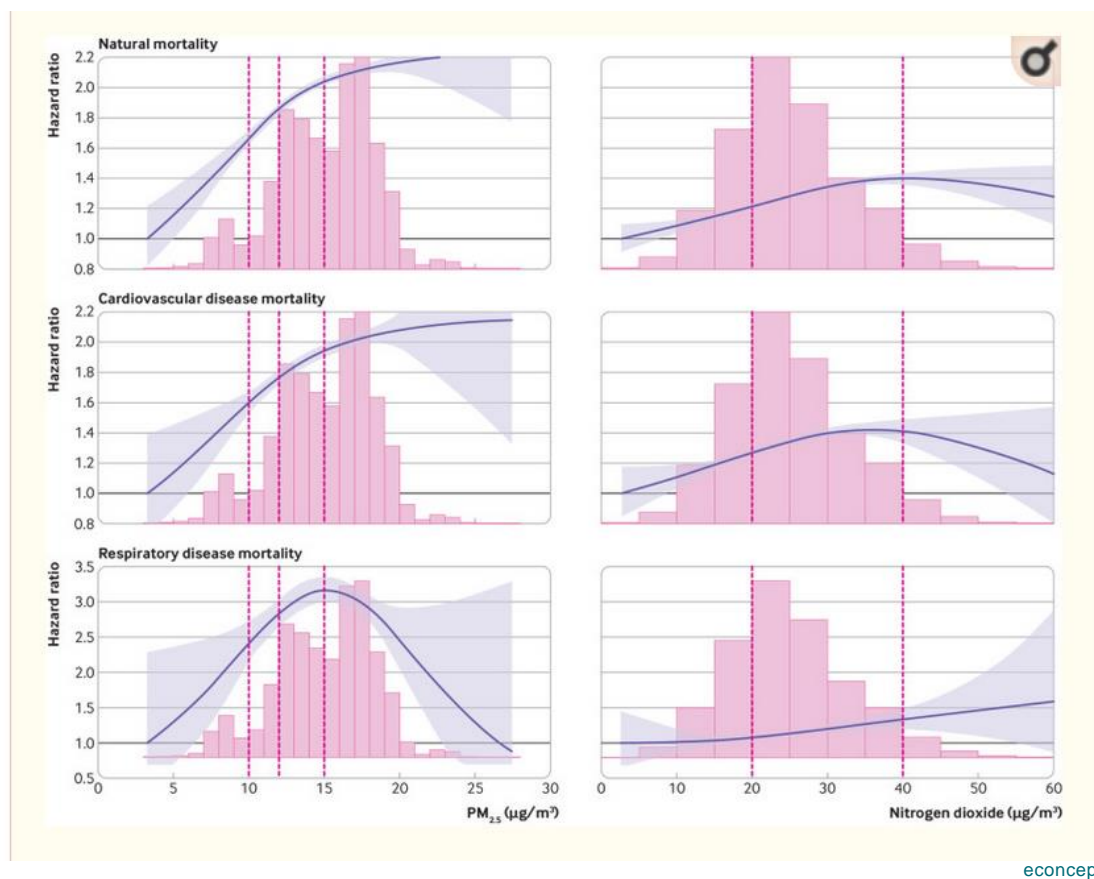 Natural mortality
Hazard ratio
2.2
2.0
1.8
1.6
1.4
1.2
1.0
0.8
Cardiovascular disease mortality
Hazard ratio
2.2
2.0
1.8
1.6
1.4
1.2
1.0
0.8
Respiratory disease mortality
Hazard ratio
3.5
3.0
2.5
2.0
1.5
1.0
0.5
0 5 10 15 20 25 30
PM2.5 (μg/m³)
0 10 20 30 40 50 60
Nitrogen dioxide (μg/m³)
econcep